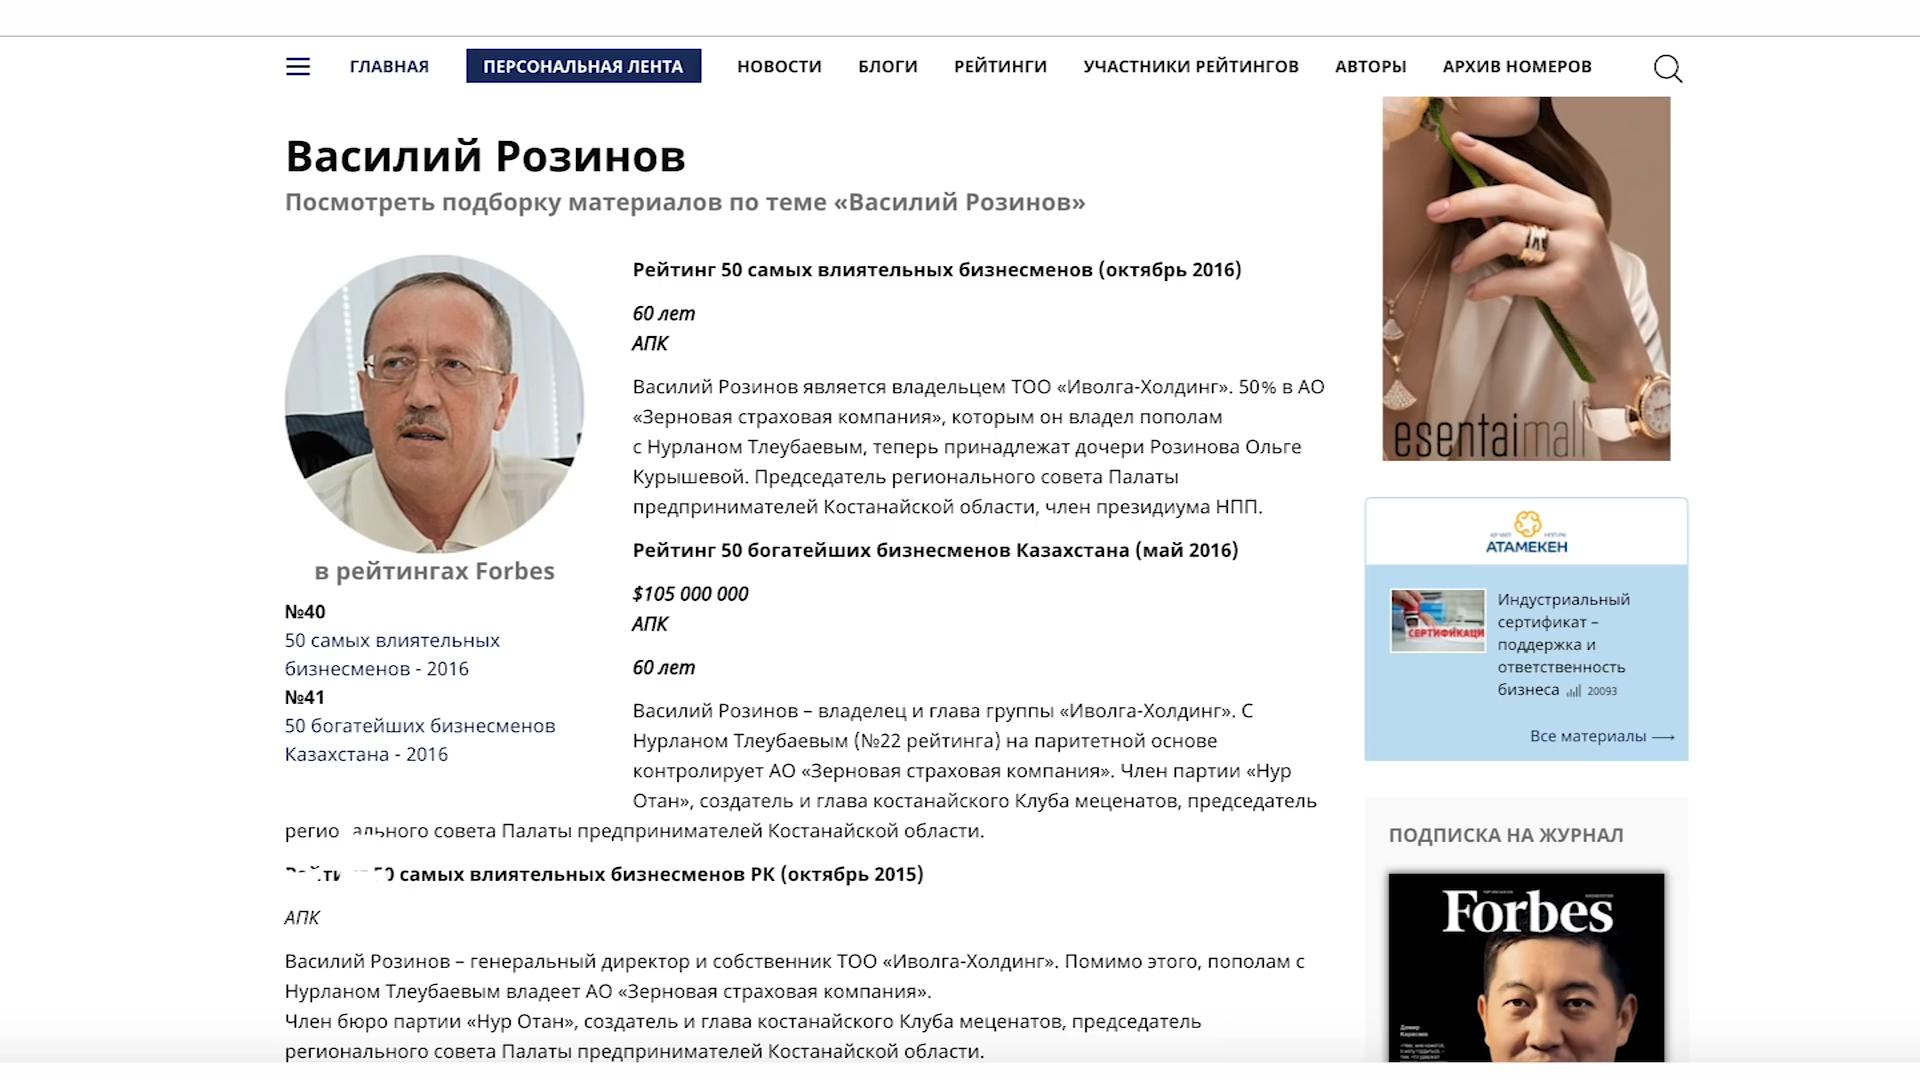 ГЛАВНАЯ ПЕРСОНАЛЬНАЯ ЛЕНТА НОВОСТИ БЛОГИ РЕЙТИНГИ УЧАСТНИКИ РЕЙТИНГОВ АВТОРЫ АРХИВ НОМЕРОВ
Василий Розинов
Посмотреть подборку материалов по теме «Василий Розинов»
в рейтингах Forbes
№40
50 самых влиятельных
бизнесменов - 2016
№41
50 богатейших бизнесменов
Казахстана - 2016
Рейтинг 50 самых влиятельных бизнесменов (октябрь 2016)
60 лет
АПК
Василий Розинов является владельцем ТОО «Иволга-Холдинг». 50% в АО
«Зерновая страховая компания», которым он владел пополам
с Нурланом Тлеубаевым, теперь принадлежат дочери Розинова Ольге
Курышевой. Председатель регионального совета Палаты
предпринимателей Костанайской области, член президиума НПП.
Рейтинг 50 богатейших бизнесменов Казахстана (май 2016)
$105 000 000
АПК
60 лет
Василий Розинов – владелец и глава группы «Иволга-Холдинг». С
Нурланом Тлеубаевым (№22 рейтинга) на паритетной основе
контролирует АО «Зерновая страховая компания». Член партии «Нур
Отан», создатель и глава костанайского Клуба меценатов, председатель
регионального совета Палаты предпринимателей Костанайской области.
Рейтинг 50 самых влиятельных бизнесменов РК (октябрь 2015)
АПК
Василий Розинов – генеральный директор и собственник ТОО «Иволга-Холдинг». Помимо этого, пополам с
Нурланом Тлеубаевым владеет АО «Зерновая страховая компания».
Член бюро партии «Нур Отан», создатель и глава костанайского Клуба меценатов, председатель
регионального совета Палаты предпринимателей Костанайской области.
esentai mall
АТАМЕКЕН
СЕРТИФИКАЦИ
Индустриальный
сертификат –
поддержка и
ответственность
бизнеса 20093
Все материалы
ПОДПИСКА НА ЖУРНАЛ
Forbes